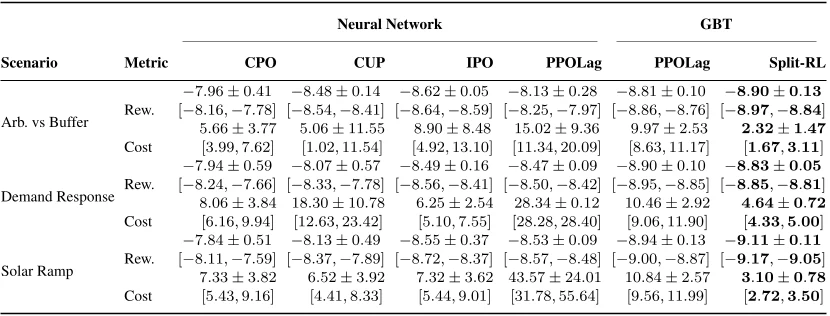 Neural Network GBT
Scenario Metric CPO CUP IPO PPOLag PPOLag Split-RL
−7.96 ± 0.41 −8.48 ± 0.14 −8.62 ± 0.05 −8.13 ± 0.28 −8.81 ± 0.10 −8.90 ± 0.13
Rew. [−8.16, −7.78] [−8.54, −8.41] [−8.64, −8.59] [−8.25, −7.97] [−8.86, −8.76] [−8.97, −8.84]
Arb. vs Buffer
5.66 ± 3.77 5.06 ± 11.55 8.90 ± 8.48 15.02 ± 9.36 9.97 ± 2.53 2.32 ± 1.47
Cost [3.99, 7.62] [1.02, 11.54] [4.92, 13.10] [11.34, 20.09] [8.63, 11.17] [1.67, 3.11]
−7.94 ± 0.59 −8.07 ± 0.57 −8.49 ± 0.16 −8.47 ± 0.09 −8.90 ± 0.10 −8.83 ± 0.05
Rew. [−8.24, −7.66] [−8.33, −7.78] [−8.56, −8.41] [−8.50, −8.42] [−8.95, −8.85] [−8.85, −8.81]
Demand Response
8.06 ± 3.84 18.30 ± 10.78 6.25 ± 2.54 28.34 ± 0.12 10.46 ± 2.92 4.64 ± 0.72
Cost [6.16, 9.94] [12.63, 23.42] [5.10, 7.55] [28.28, 28.40] [9.06, 11.90] [4.33, 5.00]
−7.84 ± 0.51 −8.13 ± 0.49 −8.55 ± 0.37 −8.53 ± 0.09 −8.94 ± 0.13 −9.11 ± 0.11
Rew. [−8.11, −7.59] [−8.37, −7.89] [−8.72, −8.37] [−8.57, −8.48] [−9.00, −8.87] [−9.17, −9.05]
Solar Ramp
7.33 ± 3.82 6.52 ± 3.92 7.32 ± 3.62 43.57 ± 24.01 10.84 ± 2.57 3.10 ± 0.78
Cost [5.43, 9.16] [4.41, 8.33] [5.44, 9.01] [31.78, 55.64] [9.56, 11.99] [2.72, 3.50]